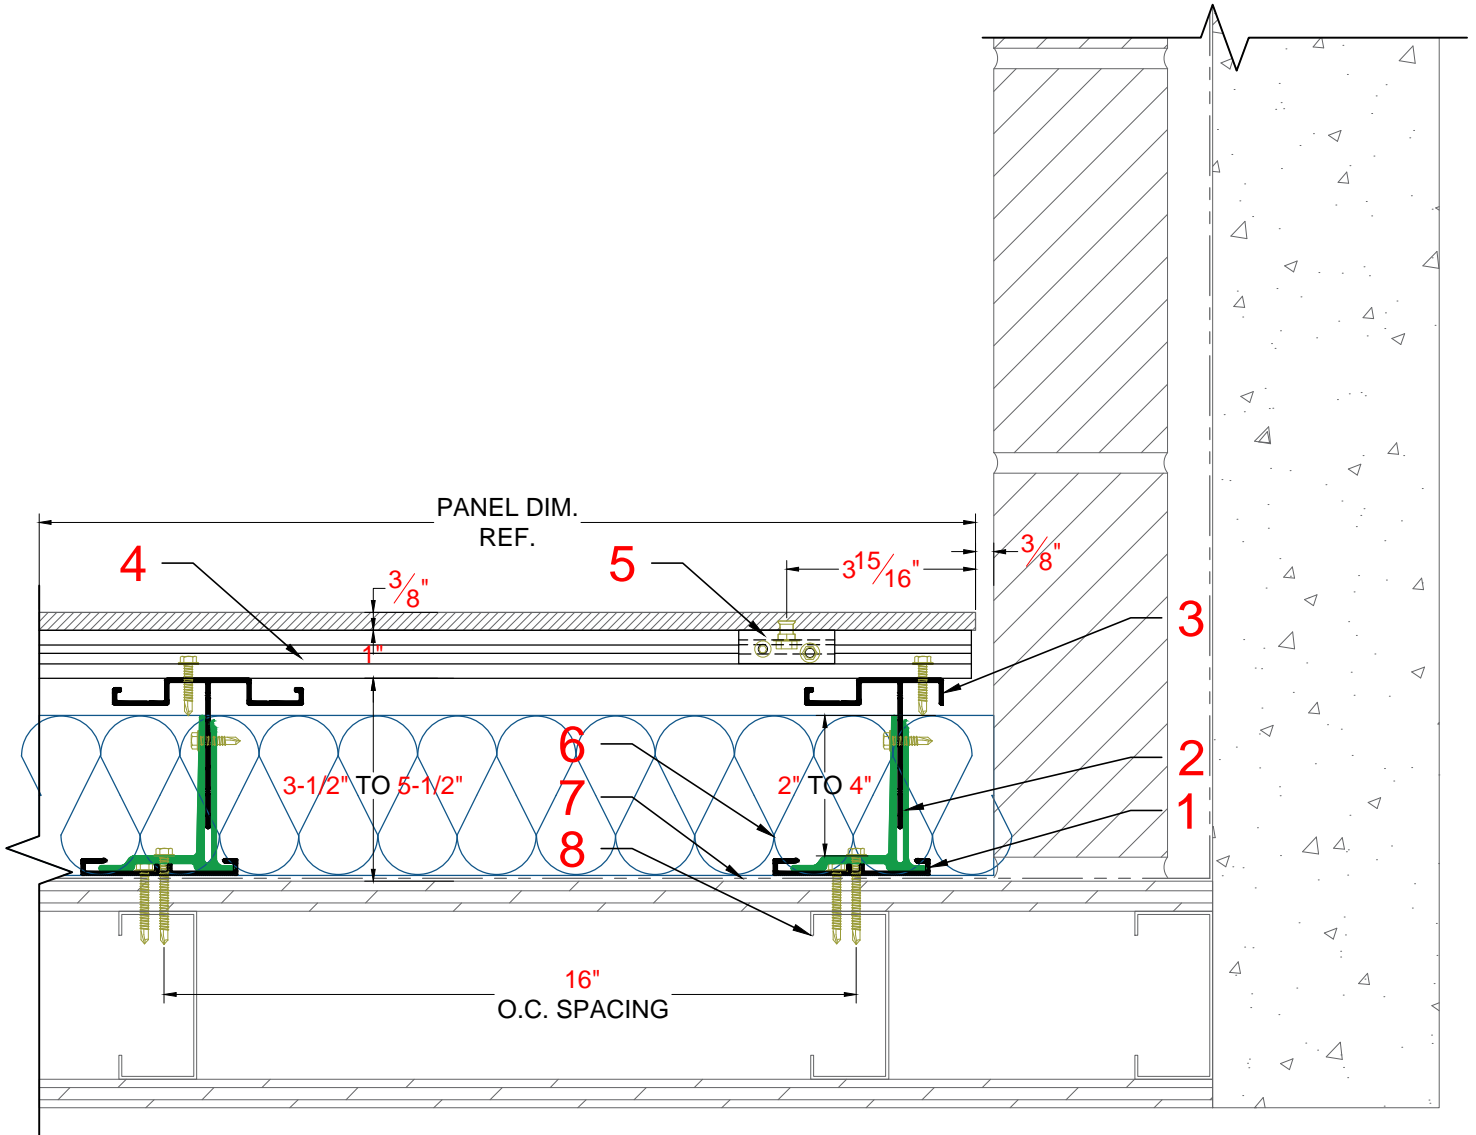 PANEL DIM.
REF.
4
5
3 15/16"
3/8"
3/8"
3
1"
6
2
3-1/2" TO 5-1/2"
2" TO 4"
7
1
8
16"
O.C. SPACING